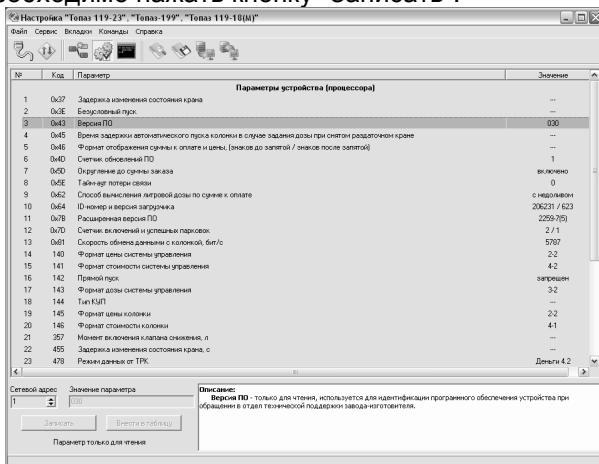 необходимо нажать кнопку "Записать".
Настройка "Топаз 119-23", "Топаз-199", "Топаз 119-18(М)"
Файл Сервис Вкладки Команды Справка
№ Код Параметр Значение
Параметры устройства (процессора)
1 0x37 Задержка изменения состояния крана ---
2 0x3E Безусловный пуск ---
3 0x43 Версия ПО 030
4 0x45 Время задержки автоматического пуска колонки в случае задания дозы при снятом раздаточном кране ---
5 0x46 Формат отображения суммы к оплате и цены, (знаков до запятой / знаков после запятой) ---
6 0x4D Счетчик обновлений ПО 1
7 0x5D Округление до суммы заказа включено
8 0x5E Тайм-аут потери связи 0
9 0x62 Способ вычисления литровой дозы по сумме к оплате с недоливом
10 0x64 ID-номер и версия загрузчика 206231 / 623
11 0x7B Расширенная версия ПО 2259-7(5)
12 0x7D Счетчик включений и успешных парковок 2 / 1
13 0x81 Скорость обмена данными с колонкой, бит/с 5787
14 140 Формат цены системы управления 2-2
15 141 Формат стоимости системы управления 4-2
16 142 Прямой пуск запрещен
17 143 Формат дозы системы управления 3-2
18 144 Тип КУП ---
19 145 Формат цены колонки 2-2
20 146 Формат стоимости колонки 4-1
21 357 Момент включения клапана снижения, л ---
22 455 Задержка изменения состояния крана, с ---
23 478 Режим данных от ТРК Деньги 4.2
Сетевой адрес Значение параметра
1 030
Записать Внести в таблицу
Параметр только для чтения
Описание:
Версия ПО - только для чтения, используется для идентификации программного обеспечения устройства при
обращении в отдел технической поддержки завода-изготовителя.